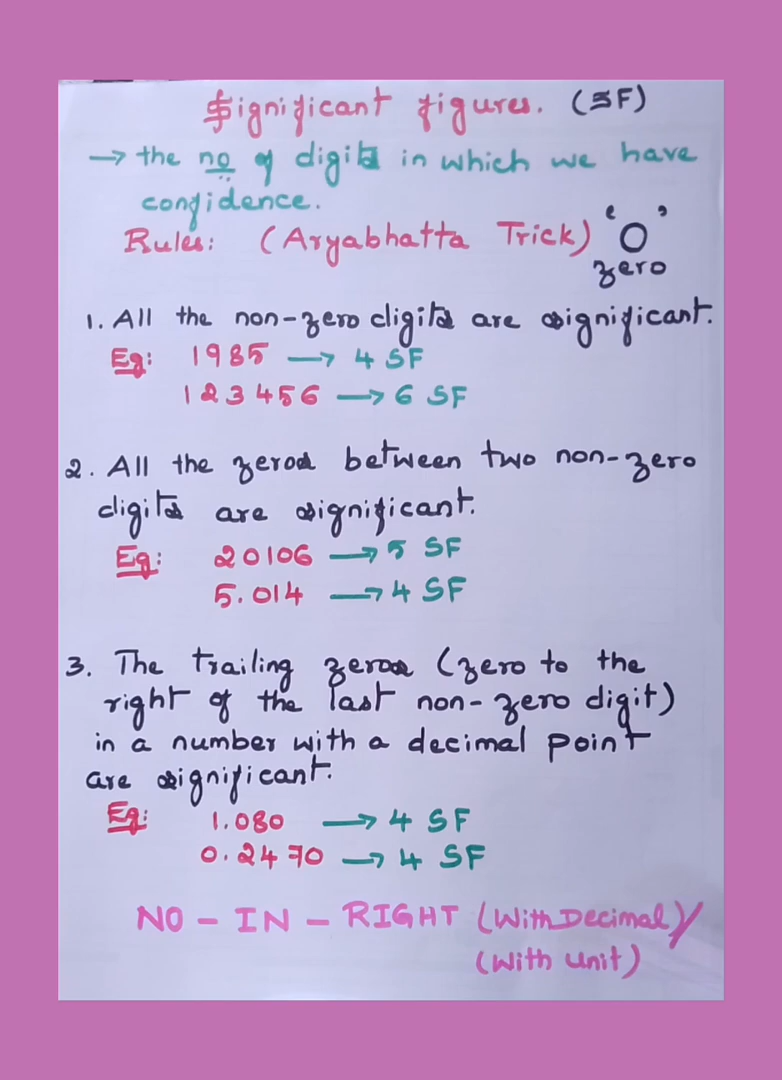 Significant figures. (SF)
→ the no of digits in which we have
confidence.
Rules: (Aryabhatta Trick) '0'
zero
1. All the non-zero digits are significant.
Eg: 1985 → 4 SF
123456 → 6 SF
2. All the zeros between two non-zero
digits are significant.
Eg: 20106 → 5 SF
5.014 → 4 SF
3. The trailing zeros (zero to the
right of the last non-zero digit)
in a number with a decimal point
are significant.
Eg: 1.080 → 4 SF
0.2470 → 4 SF
NO - IN - RIGHT (With Decimal)/
(With unit)